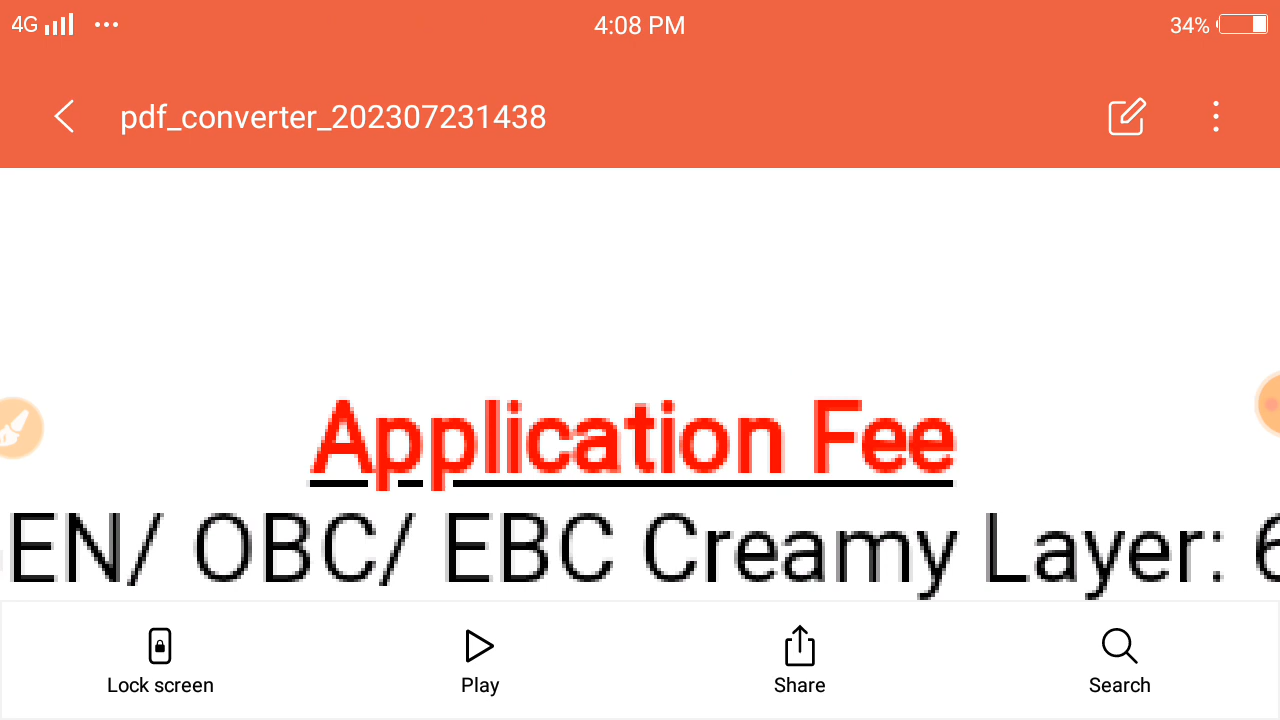 4G 4:08 PM 34%
pdf_converter_202307231438
Application Fee
EN/ OBC/ EBC Creamy Layer:
Lock screen Play Share Search